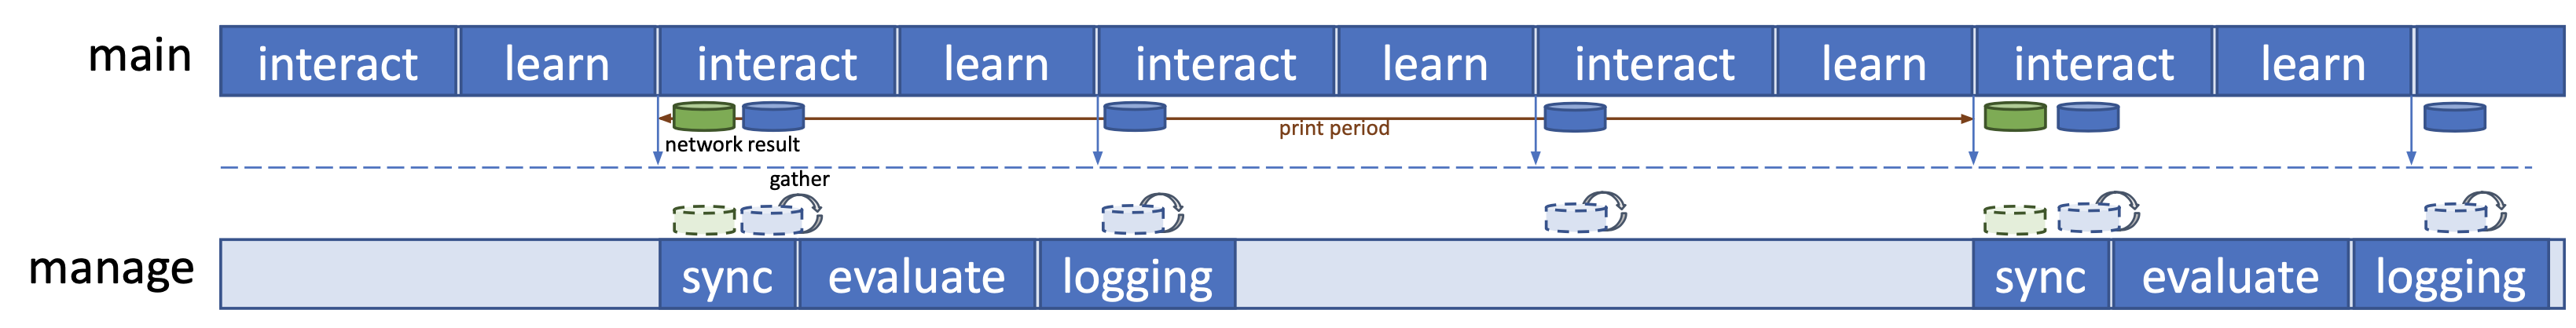 main
interact
learn
interact
learn
interact
learn
interact
learn
interact
learn
print period
network result
gather
manage
sync
evaluate
logging
sync
evaluate
logging